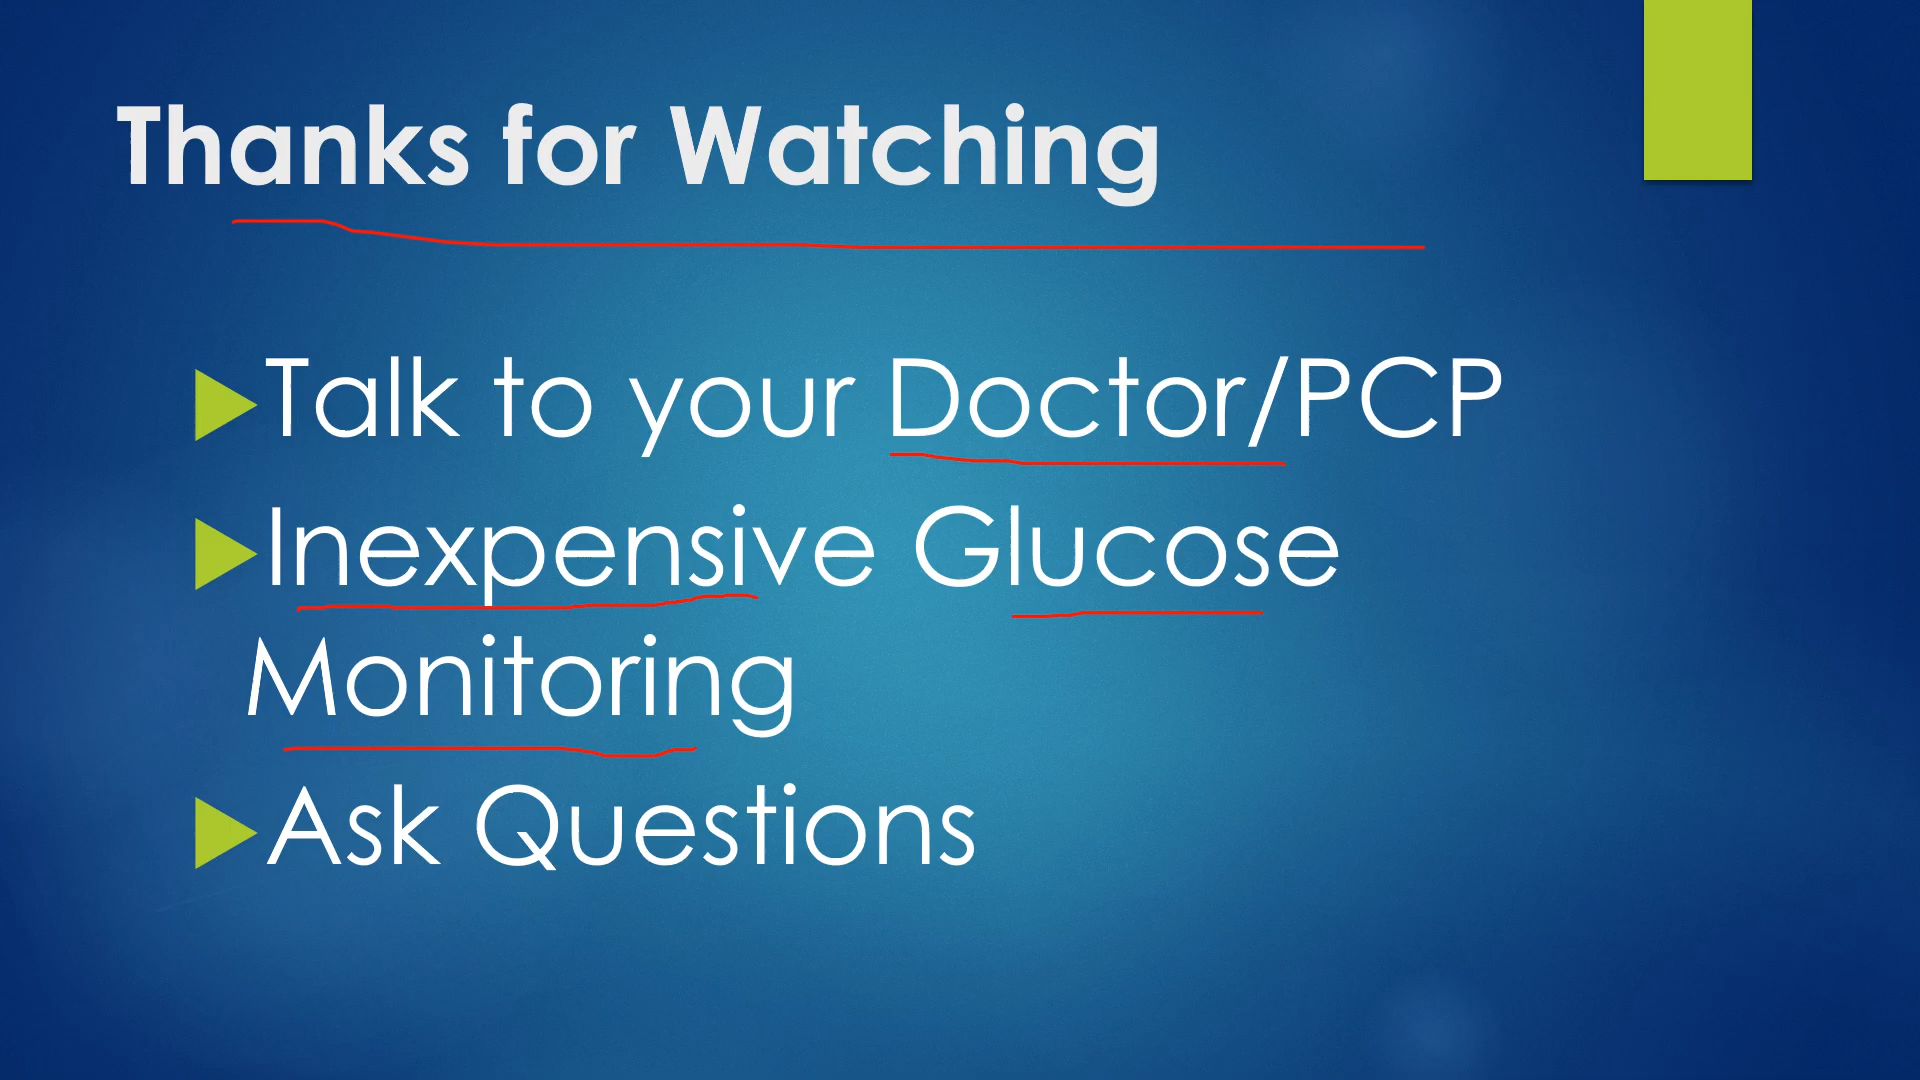 Thanks for Watching
Talk to your Doctor/PCP
Inexpensive Glucose
Monitoring
Ask Questions